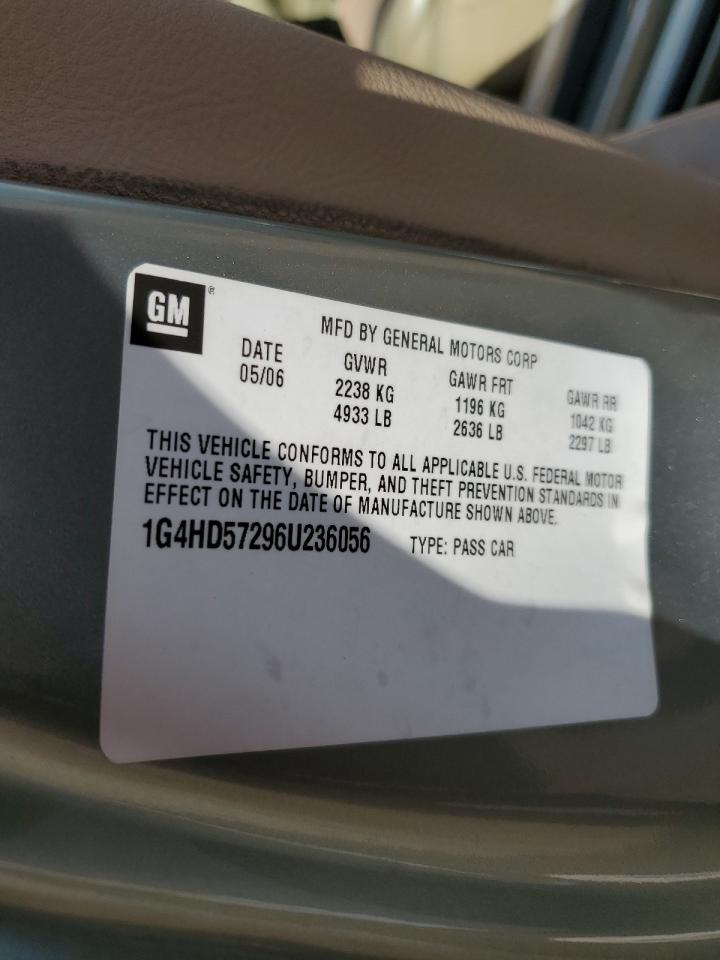 GM ®
MFD BY GENERAL MOTORS CORP
DATE GVWR GAWR FRT GAWR RR
05/06 2238 KG 1196 KG 1042 KG
4933 LB 2636 LB 2297 LB
THIS VEHICLE CONFORMS TO ALL APPLICABLE U.S. FEDERAL MOTOR
VEHICLE SAFETY, BUMPER, AND THEFT PREVENTION STANDARDS IN
EFFECT ON THE DATE OF MANUFACTURE SHOWN ABOVE.
1G4HD57296U236056 TYPE: PASS CAR